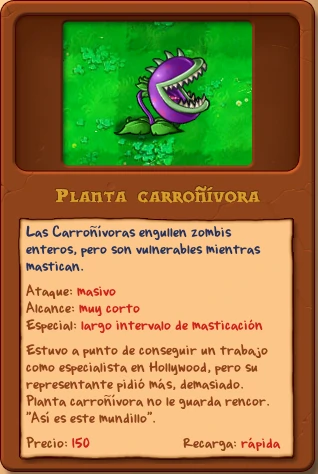 Planta carroñívora
Las Carroñívoras engullen zombis
enteros, pero son vulnerables mientras
mastican.
Ataque: masivo
Alcance: muy corto
Especial: largo intervalo de masticación
Estuvo a punto de conseguir un trabajo
como especialista en Hollywood, pero su
representante pidió más, demasiado.
Planta carroñívora no le guarda rencor.
"Así es este mundillo".
Precio: 150 Recarga: rápida